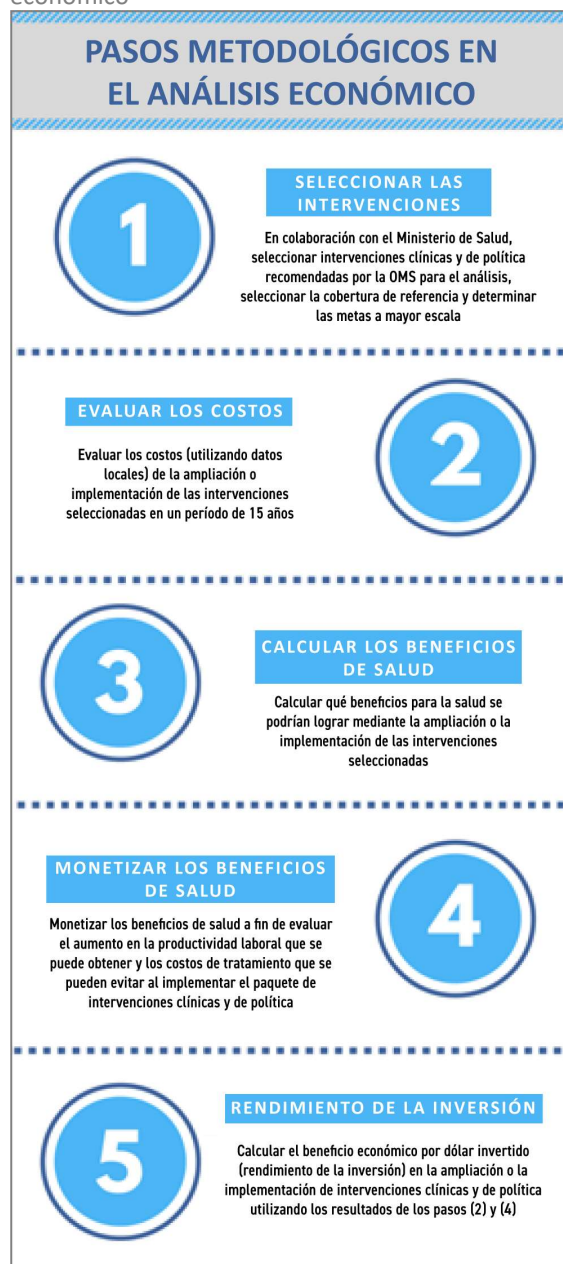 económico
PASOS METODOLÓGICOS EN
EL ANÁLISIS ECONÓMICO
1
SELECCIONAR LAS
INTERVENCIONES
En colaboración con el Ministerio de Salud,
seleccionar intervenciones clínicas y de política
recomendadas por la OMS para el análisis,
seleccionar la cobertura de referencia y determinar
las metas a mayor escala
EVALUAR LOS COSTOS
Evaluar los costos (utilizando datos
locales) de la ampliación o
implementación de las intervenciones
seleccionadas en un período de 15 años
2
3
CALCULAR LOS BENEFICIOS
DE SALUD
Calcular qué beneficios para la salud se
podrían lograr mediante la ampliación o la
implementación de las intervenciones
seleccionadas
MONETIZAR LOS BENEFICIOS
DE SALUD
Monetizar los beneficios de salud a fin de evaluar
el aumento en la productividad laboral que se
puede obtener y los costos de tratamiento que se
pueden evitar al implementar el paquete de
intervenciones clínicas y de política
4
5
RENDIMIENTO DE LA INVERSIÓN
Calcular el beneficio económico por dólar invertido
(rendimiento de la inversión) en la ampliación o la
implementación de intervenciones clínicas y de política
utilizando los resultados de los pasos (2) y (4)